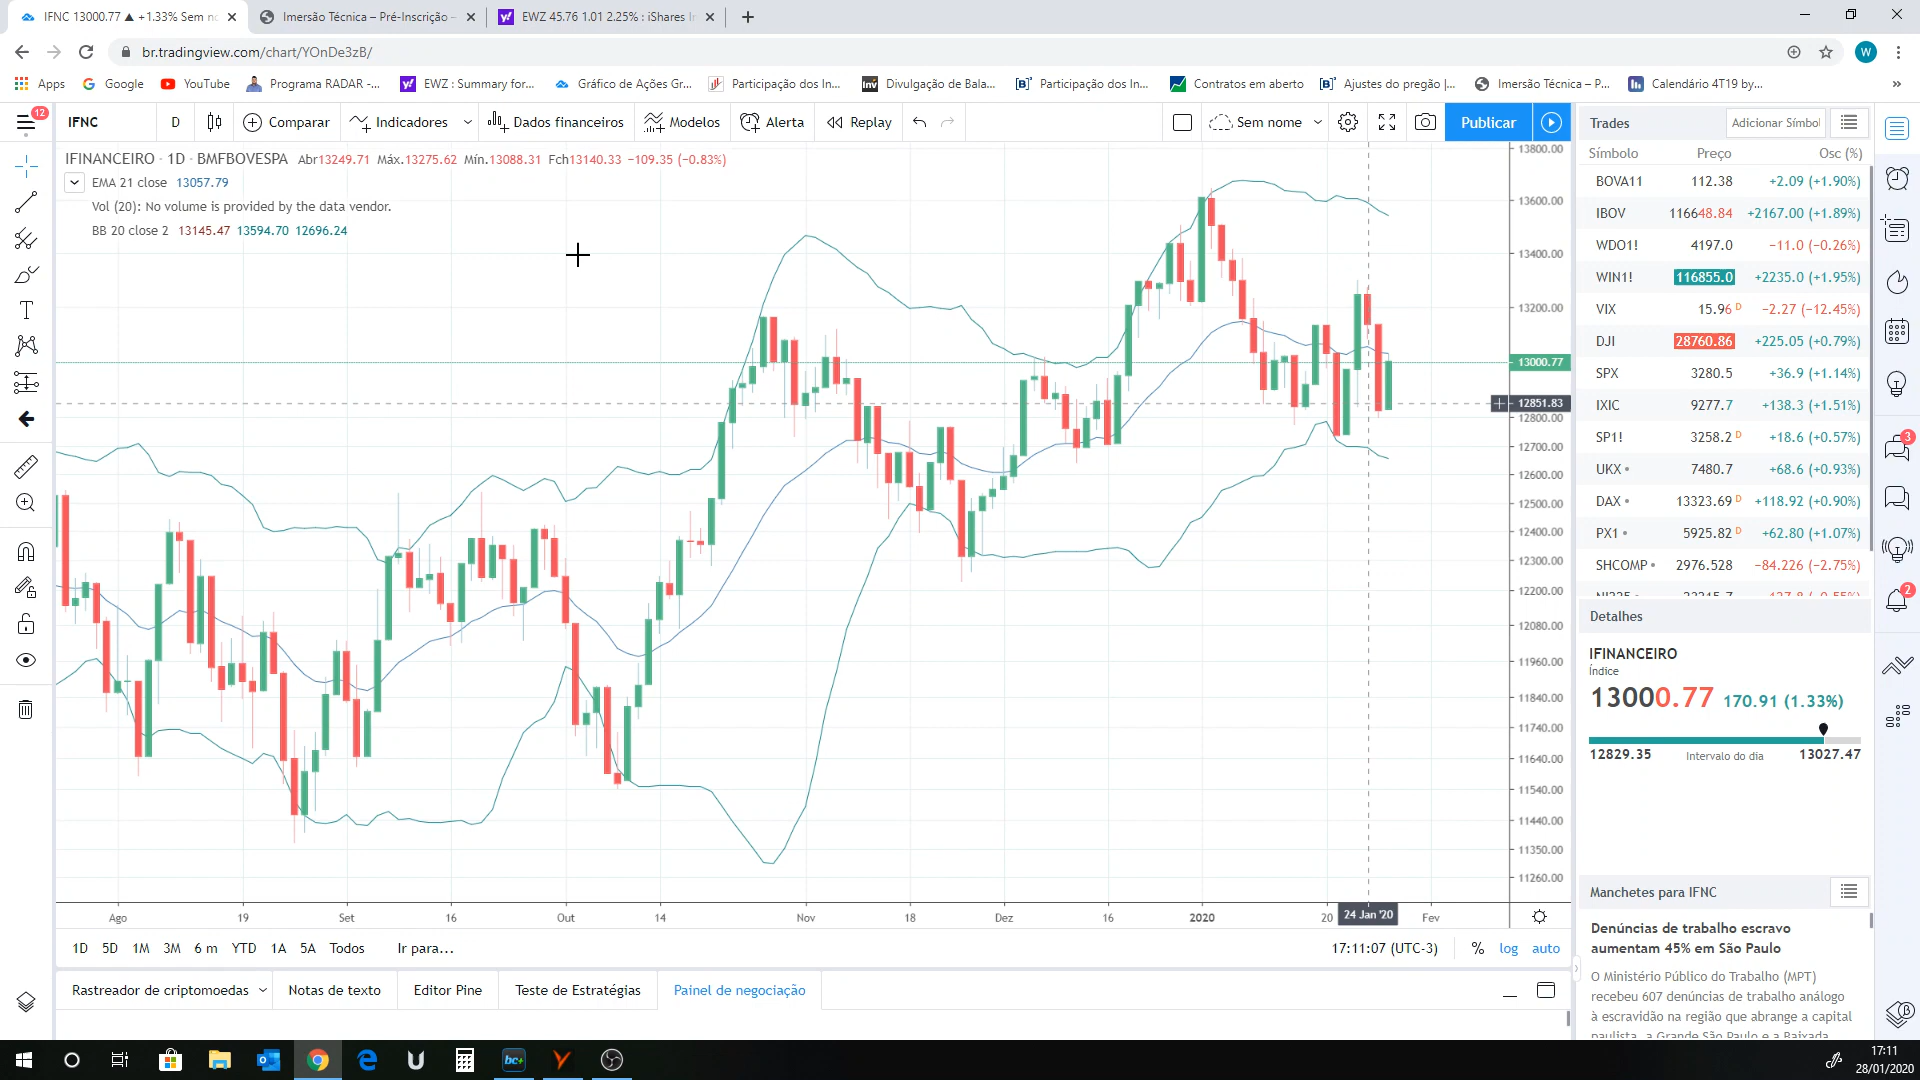 IFNC 13000.77 ▲ +1.33% Sem no
Imersão Técnica – Pré-Inscrição –
EWZ 45.76 1.01 2.25% : iShares In
br.tradingview.com/chart/YOnDe3zB/
W
Apps
Google
YouTube
Programa RADAR -...
EWZ : Summary for...
Gráfico de Ações Gr...
Participação dos In...
inv
Divulgação de Bala...
[B]³
Participação dos In...
Contratos em aberto
[B]³
Ajustes do pregão |...
Imersão Técnica – P...
Calendário 4T19 by...
»
12
IFNC
D
Comparar
Indicadores
Dados financeiros
Modelos
Alerta
Replay
Sem nome
Publicar
IFINANCEIRO · 1D · BMFBOVESPA Abr13249.71 Máx.13275.62 Mín.13088.31 Fch13140.33 −109.35 (−0.83%)
EMA 21 close 13057.79
Vol (20): No volume is provided by the data vendor.
BB 20 close 2 13145.47 13594.70 12696.24
13800.00
13600.00
13400.00
13200.00
13000.77
12851.83
12800.00
12700.00
12600.00
12500.00
12400.00
12300.00
12200.00
12080.00
11960.00
11840.00
11740.00
11640.00
11540.00
11440.00
11350.00
11260.00
Ago 19 Set 16 Out 14 Nov 18 Dez 16 2020 20 24 Jan '20 Fev
1D 5D 1M 3M 6 m YTD 1A 5A Todos Ir para...
17:11:07 (UTC-3) % log auto
Rastreador de criptomoedas Notas de texto Editor Pine Teste de Estratégias Painel de negociação
Trades
Adicionar Símbol
Símbolo Preço Osc (%)
BOVA11 112.38 +2.09 (+1.90%)
IBOV 116648.84 +2167.00 (+1.89%)
WDO1! 4197.0 −11.0 (−0.26%)
WIN1! 116855.0 +2235.0 (+1.95%)
VIX 15.96 D −2.27 (−12.45%)
DJI 28760.86 +225.05 (+0.79%)
SPX 3280.5 +36.9 (+1.14%)
IXIC 9277.7 +138.3 (+1.51%)
SP1! 3258.2 D +18.6 (+0.57%)
UKX 7480.7 +68.6 (+0.93%)
DAX 13323.69 D +118.92 (+0.90%)
PX1 5925.82 D +62.80 (+1.07%)
SHCOMP 2976.528 −84.226 (−2.75%)
Detalhes
IFINANCEIRO
Índice
13000.77 170.91 (1.33%)
12829.35 Intervalo do dia 13027.47
Manchetes para IFNC
Denúncias de trabalho escravo
aumentam 45% em São Paulo
O Ministério Público do Trabalho (MPT)
recebeu 607 denúncias de trabalho análogo
à escravidão na região que abrange a capital
paulista, a Grande São Paulo e a Baixada
3
2
bc+
17:11
28/01/2020